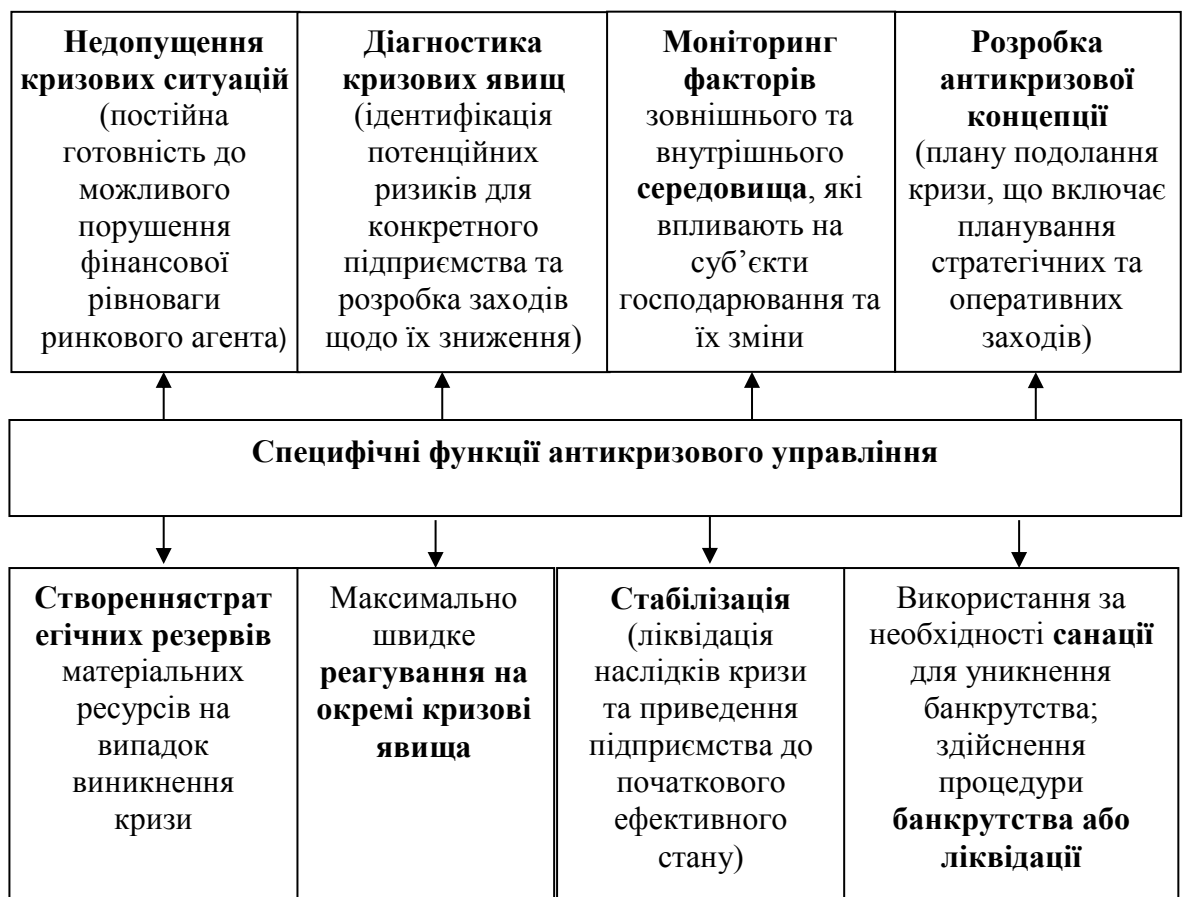 Недопущення
кризових ситуацій
(постійна
готовність до
можливого
порушення
фінансової
рівноваги
ринкового агента)
Діагностика
кризових явищ
(ідентифікація
потенційних
ризиків для
конкретного
підприємства та
розробка заходів
щодо їх зниження)
Моніторинг
факторів
зовнішнього та
внутрішнього
середовища, які
впливають на
суб’єкти
господарювання та
їх зміни
Розробка
антикризової
концепції
(плану подолання
кризи, що включає
планування
стратегічних та
оперативних
заходів)
Специфічні функції антикризового управління
Створеннястрат
егічних резервів
матеріальних
ресурсів на
випадок
виникнення
кризи
Максимально
швидке
реагування на
окремі кризові
явища
Стабілізація
(ліквідація
наслідків кризи
та приведення
підприємства до
початкового
ефективного
стану)
Використання за
необхідності санації
для уникнення
банкрутства;
здійснення
процедури
банкрутства або
ліквідації